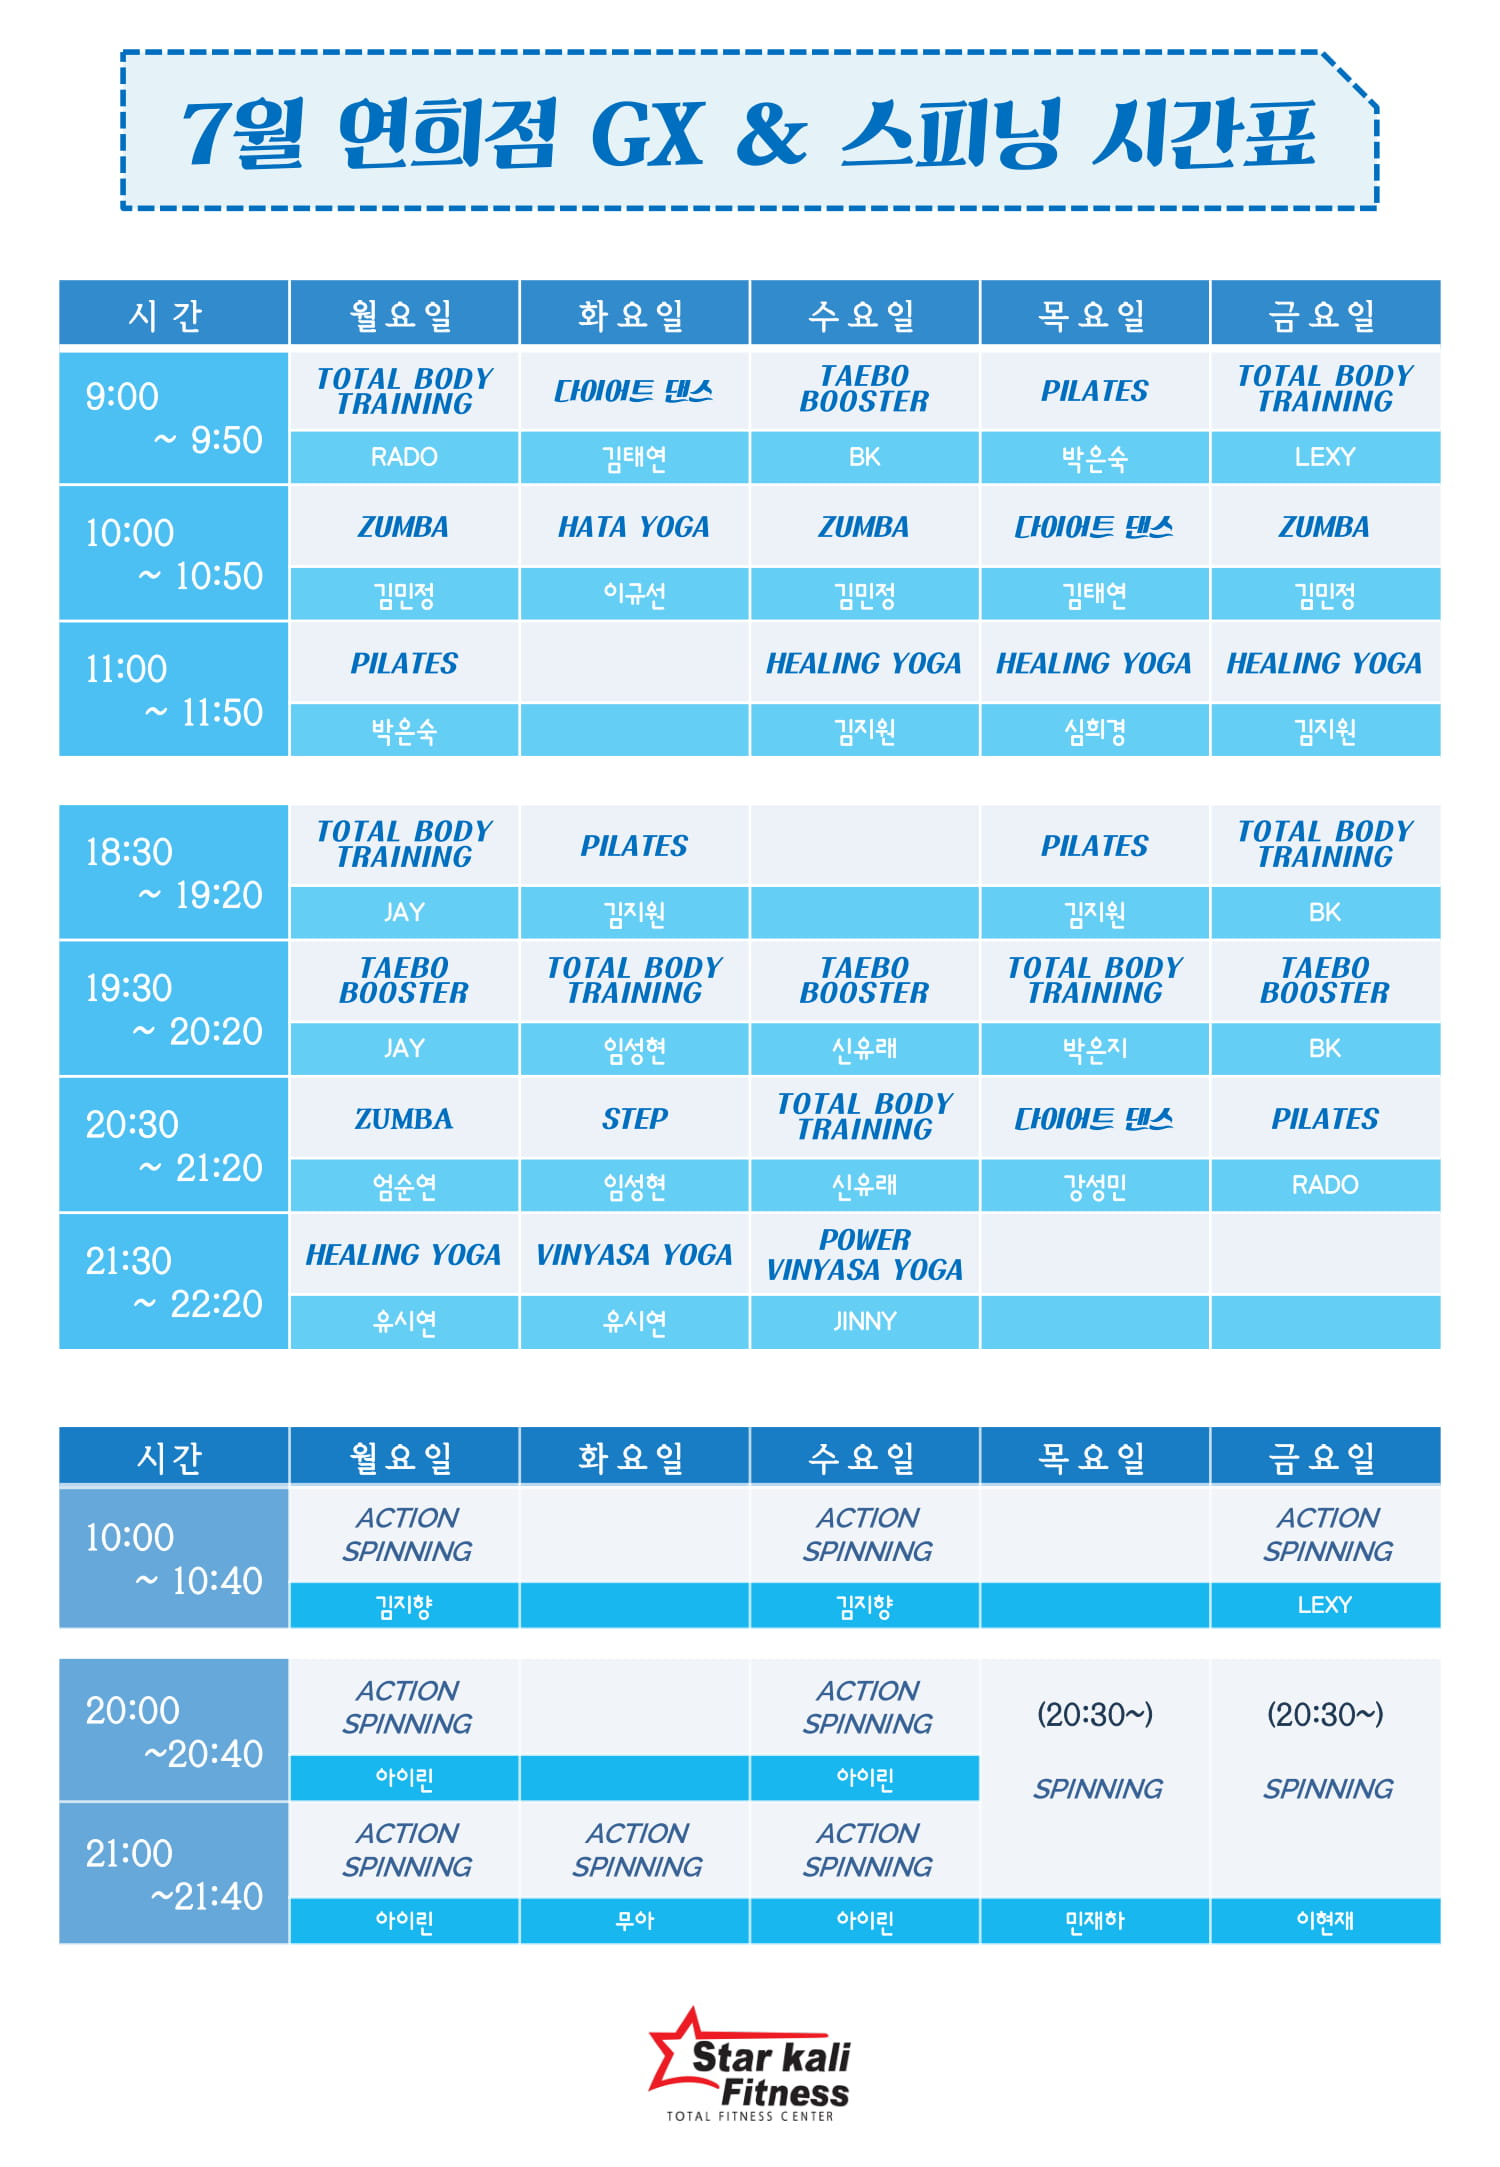 7월 연희점 GX & 스피닝 시간표
시 간 월요일 화요일 수요일 목요일 금요일
9:00 ~ 9:50
TOTAL BODY TRAINING 다이어트 댄스 TAEBO BOOSTER PILATES TOTAL BODY TRAINING
RADO 김태연 BK 박은숙 LEXY
10:00 ~ 10:50
ZUMBA HATA YOGA ZUMBA 다이어트 댄스 ZUMBA
김민정 이규선 김민정 김태연 김민정
11:00 ~ 11:50
PILATES HEALING YOGA HEALING YOGA HEALING YOGA
박은숙 김지원 심희경 김지원
18:30 ~ 19:20
TOTAL BODY TRAINING PILATES PILATES TOTAL BODY TRAINING
JAY 김지원 김지원 BK
19:30 ~ 20:20
TAEBO BOOSTER TOTAL BODY TRAINING TAEBO BOOSTER TOTAL BODY TRAINING TAEBO BOOSTER
JAY 임성현 신유래 박은지 BK
20:30 ~ 21:20
ZUMBA STEP TOTAL BODY TRAINING 다이어트 댄스 PILATES
엄순연 임성현 신유래 강성민 RADO
21:30 ~ 22:20
HEALING YOGA VINYASA YOGA POWER VINYASA YOGA
유시연 유시연 JINNY
시간 월요일 화요일 수요일 목요일 금요일
10:00 ~ 10:40
ACTION SPINNING ACTION SPINNING ACTION SPINNING
김지향 김지향 LEXY
20:00 ~20:40
ACTION SPINNING ACTION SPINNING (20:30~) SPINNING (20:30~) SPINNING
아이린 아이린
21:00 ~21:40
ACTION SPINNING ACTION SPINNING ACTION SPINNING
아이린 무아 아이린 민재하 이현재
Star kali
Fitness
TOTAL FITNESS CENTER